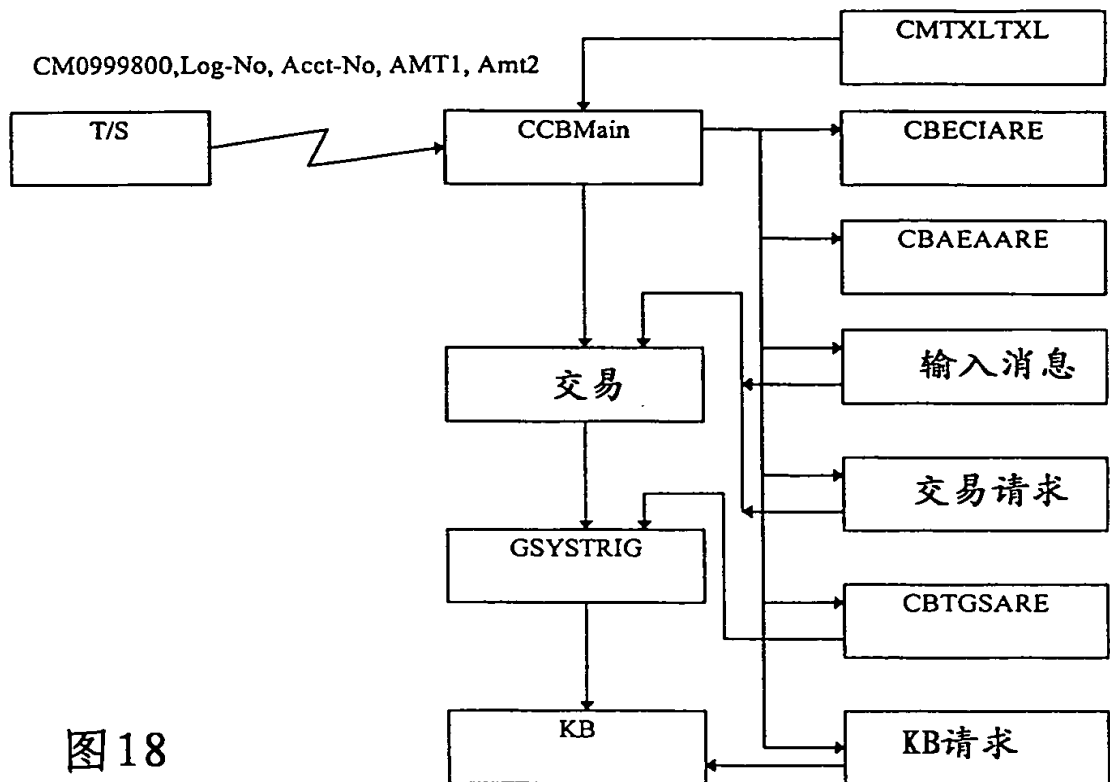 CMTXLTXL
CM0999800,Log-No, Acct-No, AMT1, Amt2
T/S
CCBMain
CBECIARE
CBAEAARE
输入消息
交易
交易请求
GSYSTRIG
CBTGSARE
KB
KB请求
图18